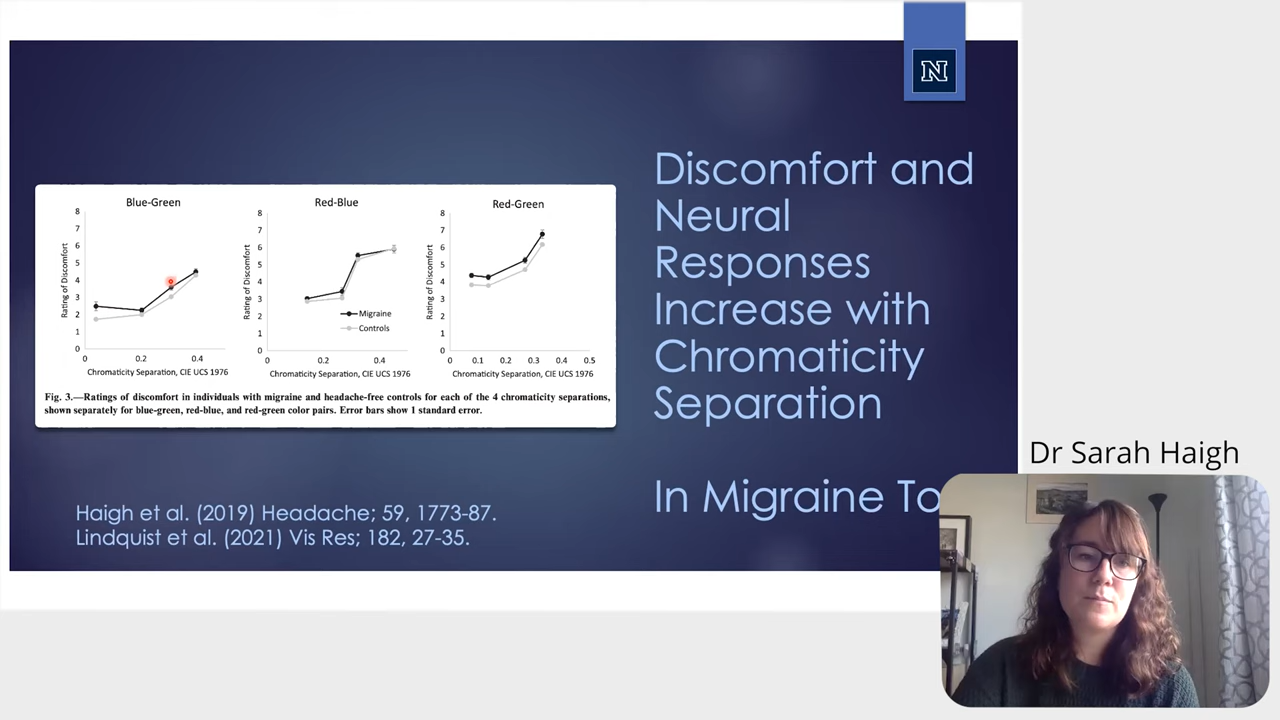 N
Discomfort and
Neural
Responses
Increase with
Chromaticity
Separation
In Migraine To
Blue-Green
8
7
6
5
4
3
2
1
0
Rating of Discomfort
0 0.2 0.4
Chromaticity Separation, CIE UCS 1976
Red-Blue
8
7
6
5
4
3
2
1
0
Rating of Discomfort
Migraine
Controls
0 0.2 0.4
Chromaticity Separation, CIE UCS 1976
Red-Green
8
7
6
5
4
3
2
1
0
Rating of Discomfort
0 0.1 0.2 0.3 0.4 0.5
Chromaticity Separation, CIE UCS 1976
Fig. 3.—Ratings of discomfort in individuals with migraine and headache-free controls for each of the 4 chromaticity separations,
shown separately for blue-green, red-blue, and red-green color pairs. Error bars show 1 standard error.
Haigh et al. (2019) Headache; 59, 1773-87.
Lindquist et al. (2021) Vis Res; 182, 27-35.
Dr Sarah Haigh